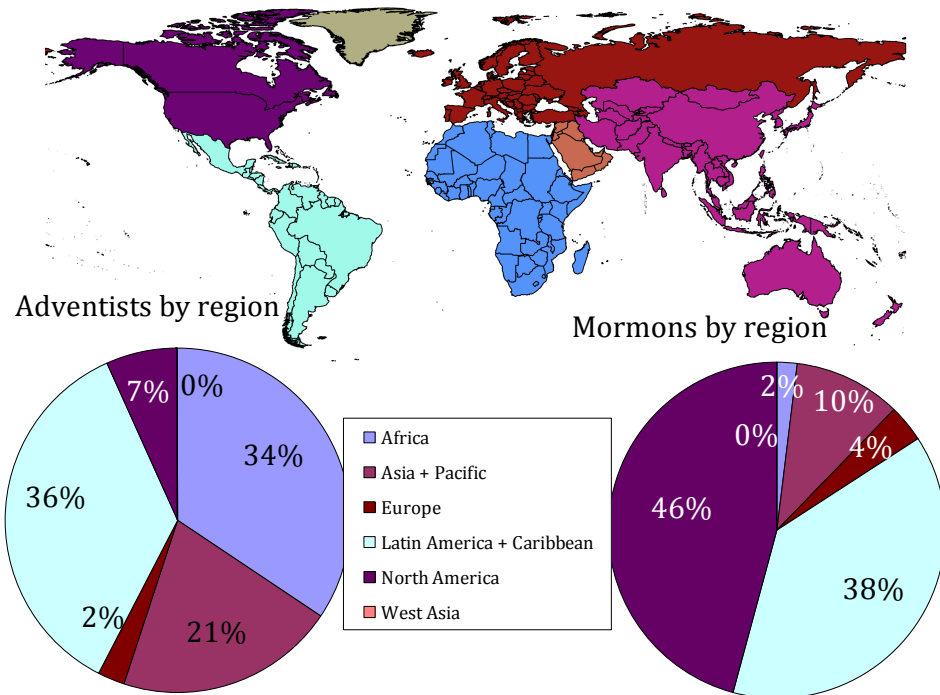 Adventists by region
Mormons by region
7%
0%
34%
36%
2%
21%
Africa
Asia + Pacific
Europe
Latin America + Caribbean
North America
West Asia
2%
10%
0%
4%
46%
38%